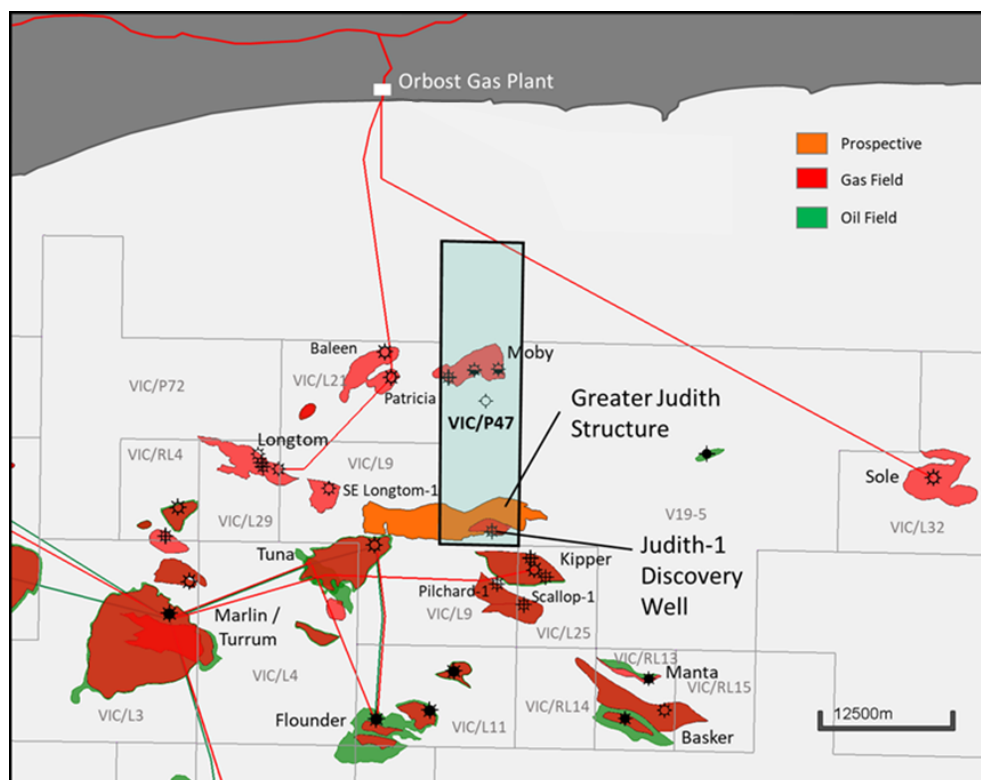 Orbost Gas Plant
Prospective
Gas Field
Oil Field
Baleen
Moby
VIC/P72
VIC/L21
Patricia
VIC/P47
Greater Judith
Structure
Longtom
VIC/RL4
VIC/L9
SE Longtom-1
Sole
VIC/L29
V19-5
VIC/L32
Tuna
Kipper
Judith-1
Discovery
Well
Pilchard-1
Scallop-1
VIC/L9
Marlin /
Turrum
VIC/L25
VIC/L4
VIC/RL13
Manta
VIC/RL15
VIC/L3
Flounder
VIC/L11
VIC/RL14
Basker
12500m